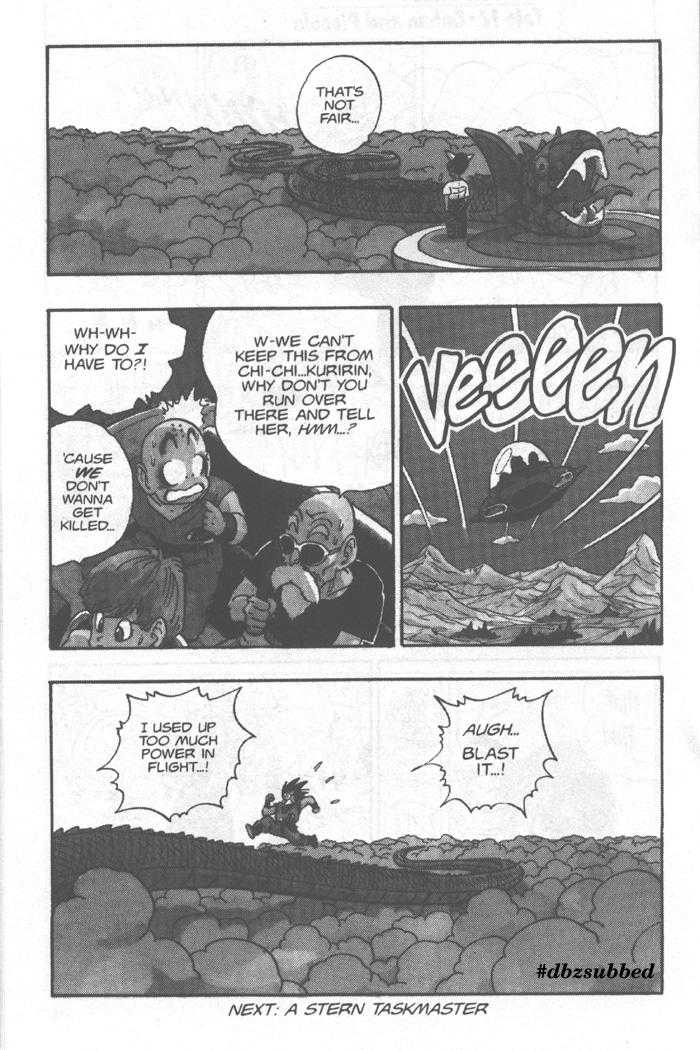 THAT'S
NOT
FAIR...
WH-WH-
WHY DO I
HAVE TO?!
W-WE CAN'T
KEEP THIS FROM
CHI-CHI...KURIRIN,
WHY DON'T YOU
RUN OVER
THERE AND TELL
HER, HMM...?
'CAUSE
WE
DON'T
WANNA
GET
KILLED...
Veeeeen
I USED UP
TOO MUCH
POWER IN
FLIGHT...!
AUGH...
BLAST
IT...!
#dbzsubbed
NEXT: A STERN TASKMASTER